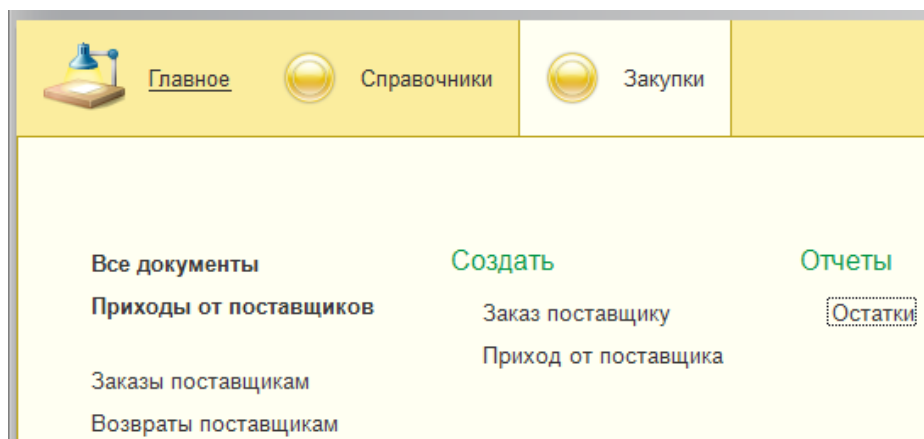 Главное Справочники Закупки
Все документы
Приходы от поставщиков
Заказы поставщикам
Возвраты поставщикам
Создать
Заказ поставщику
Приход от поставщика
Отчеты
Остатки